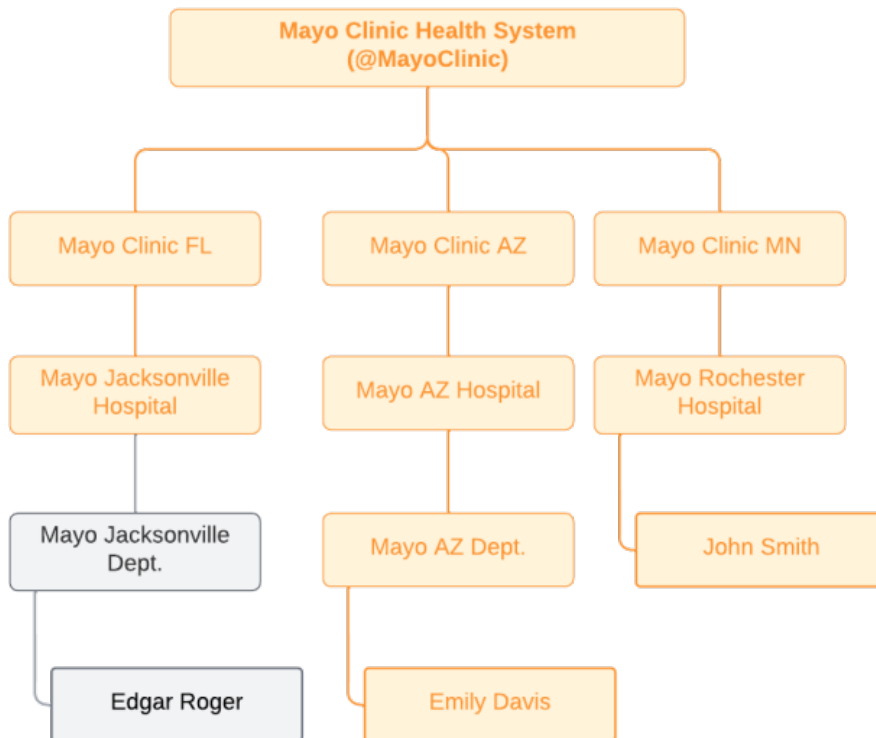 Mayo Clinic Health System
(@MayoClinic)
Mayo Clinic FL
Mayo Clinic AZ
Mayo Clinic MN
Mayo Jacksonville
Hospital
Mayo AZ Hospital
Mayo Rochester
Hospital
Mayo Jacksonville
Dept.
Mayo AZ Dept.
John Smith
Edgar Roger
Emily Davis